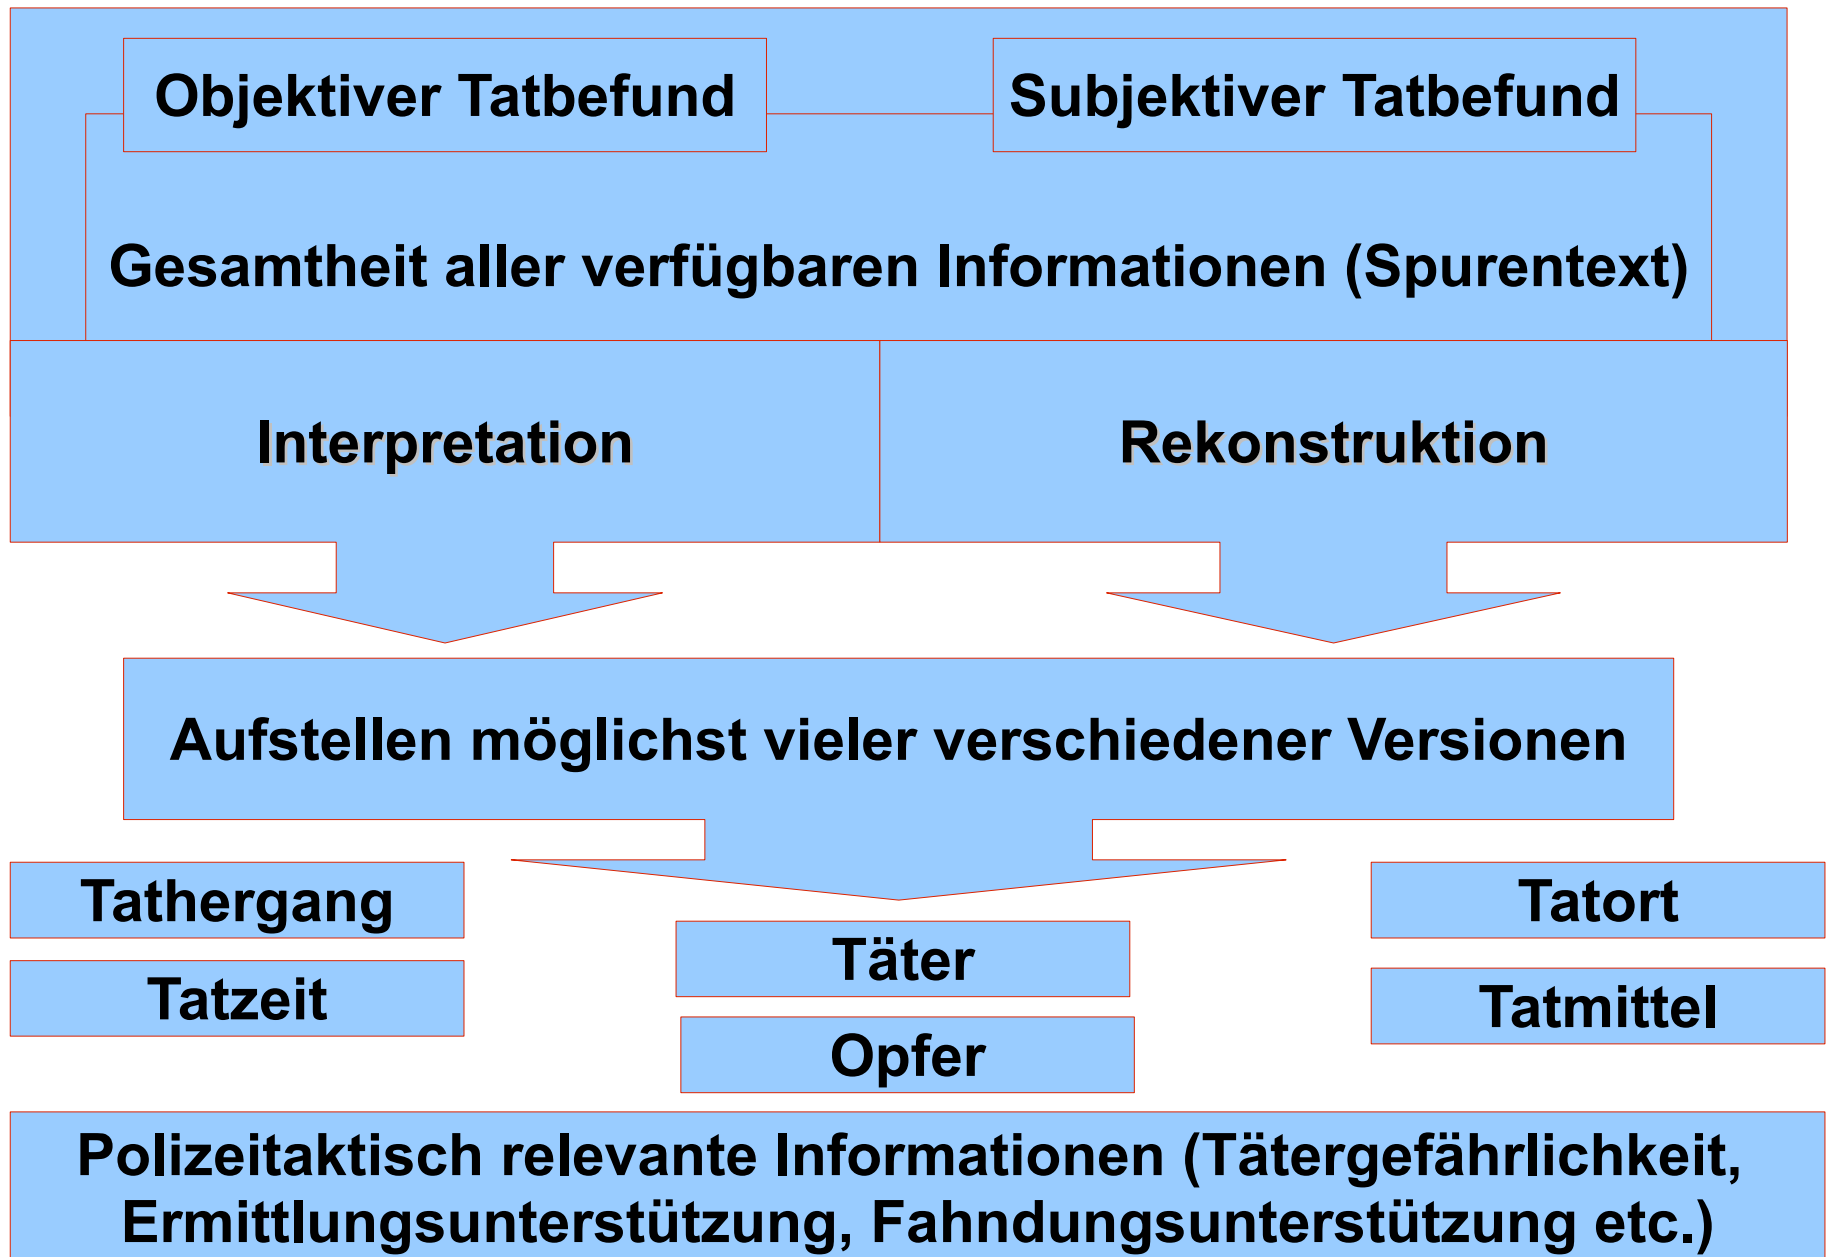 Objektiver Tatbefund
Subjektiver Tatbefund
Gesamtheit aller verfügbaren Informationen (Spurentext)
Interpretation
Rekonstruktion
Aufstellen möglichst vieler verschiedener Versionen
Tathergang
Tatort
Täter
Tatzeit
Tatmittel
Opfer
Polizeitaktisch relevante Informationen (Tätergefährlichkeit,
Ermittlungsunterstützung, Fahndungsunterstützung etc.)